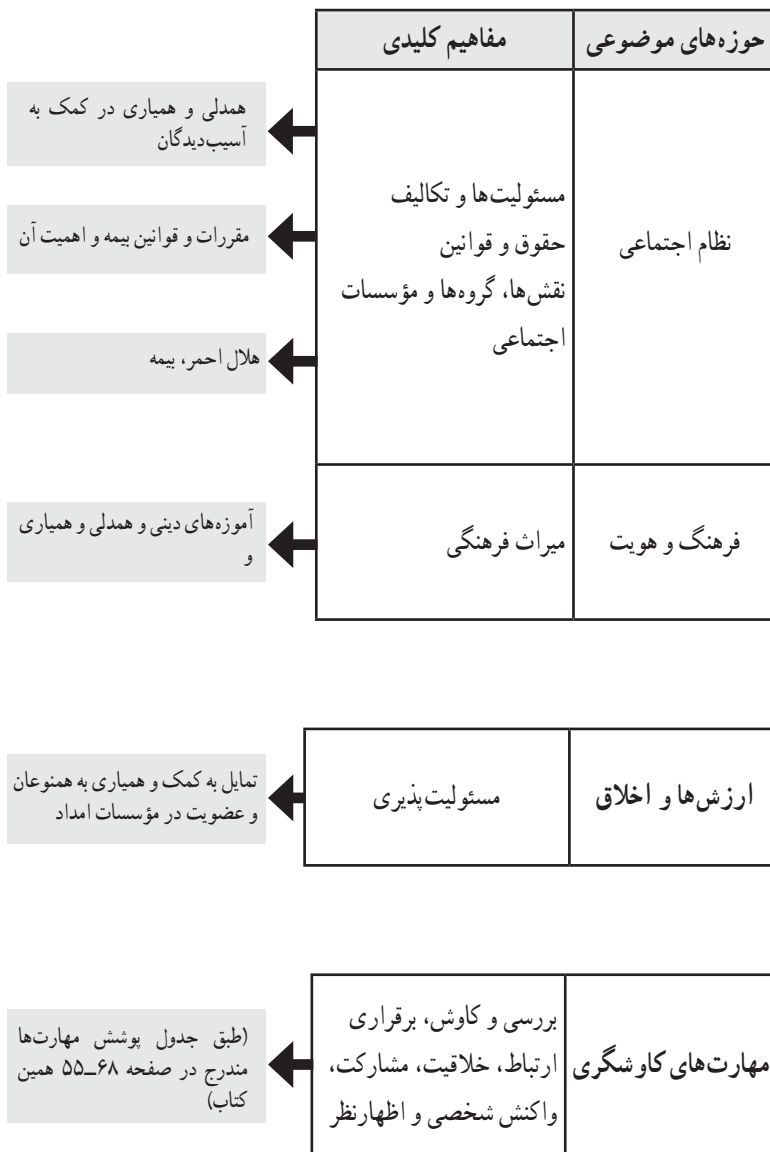 حوزه‌های موضوعی
مفاهیم کلیدی
نظام اجتماعی
مسئولیت‌ها و تکالیف
حقوق و قوانین
نقش‌ها، گروه‌ها و مؤسسات
اجتماعی
همدلی و همیاری در کمک به
آسیب‌دیدگان
مقررات و قوانین بیمه و اهمیت آن
هلال احمر، بیمه
فرهنگ و هویت
میراث فرهنگی
آموزه‌های دینی و همدلی و همیاری
و
ارزش‌ها و اخلاق
مسئولیت‌پذیری
تمایل به کمک و همیاری به همنوعان
و عضویت در مؤسسات امداد
مهارت‌های کاوشگری
بررسی و کاوش، برقراری
ارتباط، خلاقیت، مشارکت،
واکنش شخصی و اظهارنظر
(طبق جدول پوشش مهارت‌ها
مندرج در صفحه ۶۸ــ۵۵ همین
کتاب)